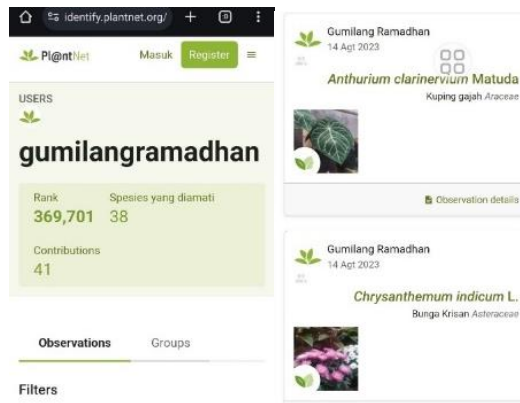 identify.plantnet.org/
Pl@ntNet
Masuk
Register
USERS
gumilangramadhan
Rank
Spesies yang diamati
369,701
38
Contributions
41
Observations
Groups
Filters
Gumilang Ramadhan
14 Agt 2023
Anthurium clarinervium Matuda
Kuping gajah Araceae
Observation details
Gumilang Ramadhan
14 Agt 2023
Chrysanthemum indicum L.
Bunga Krisan Asteraceae